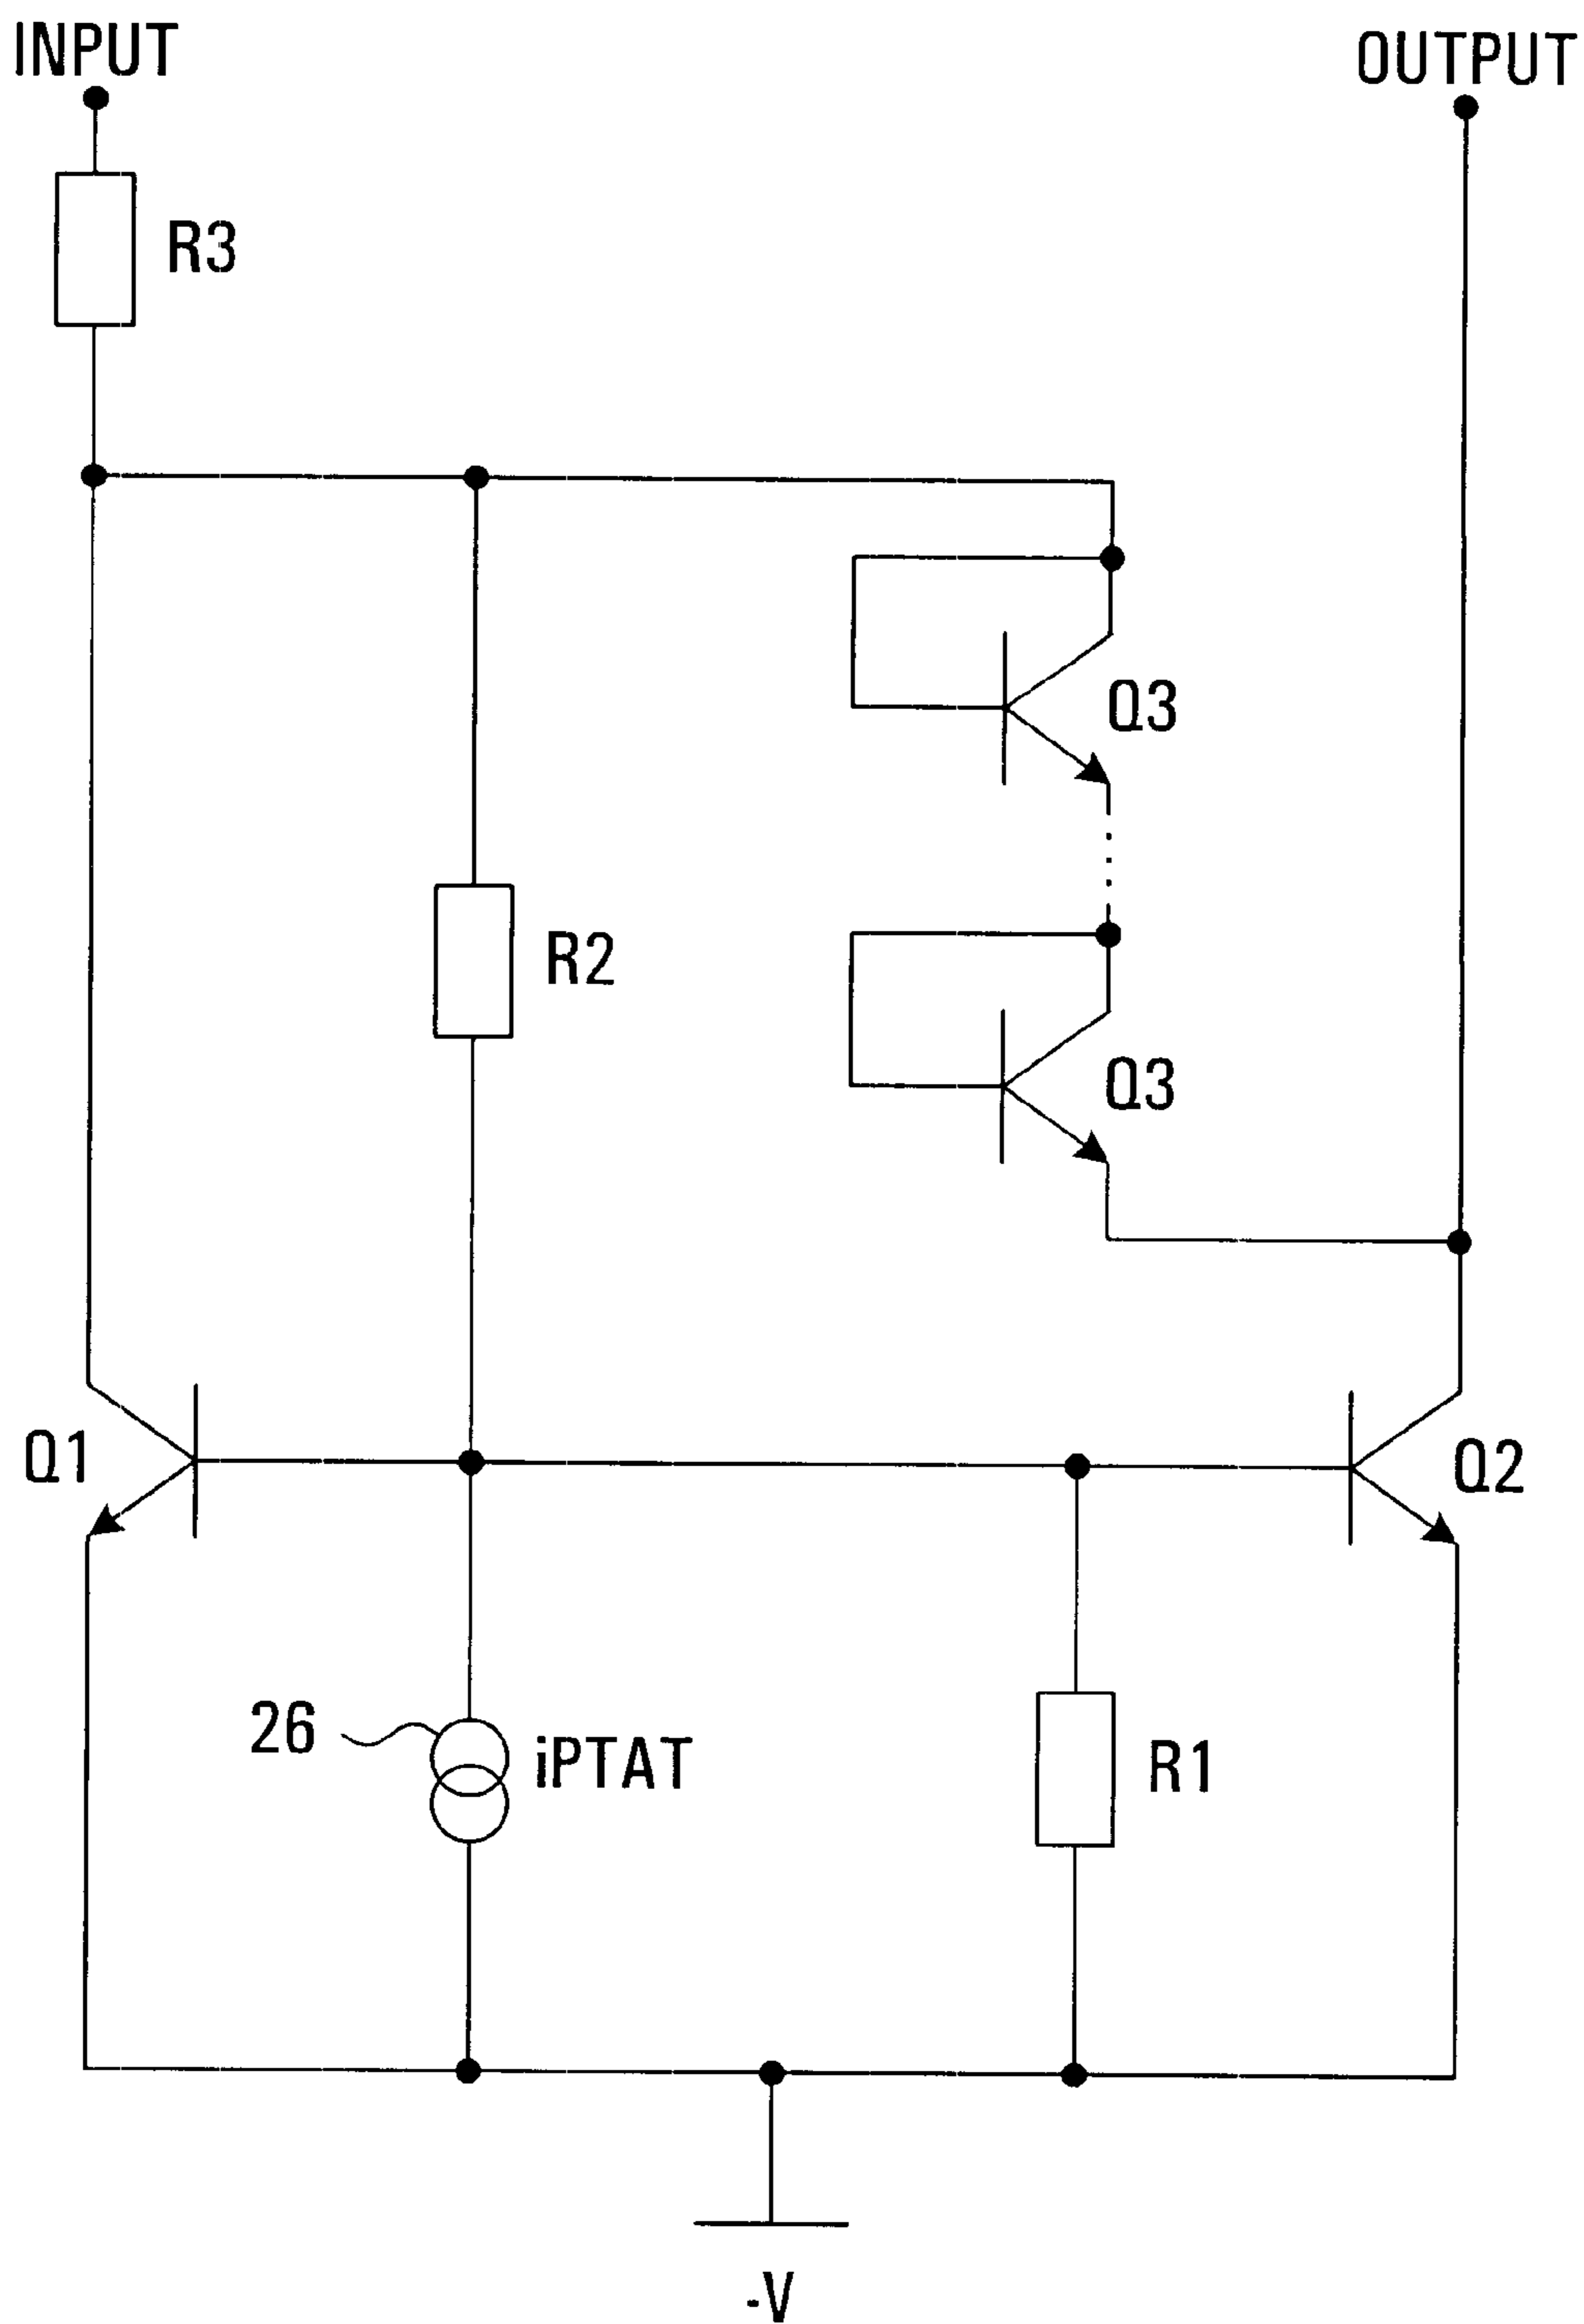 INPUT
OUTPUT
R3
Q3
R2
Q3
Q1
Q2
26
iPTAT
R1
-V